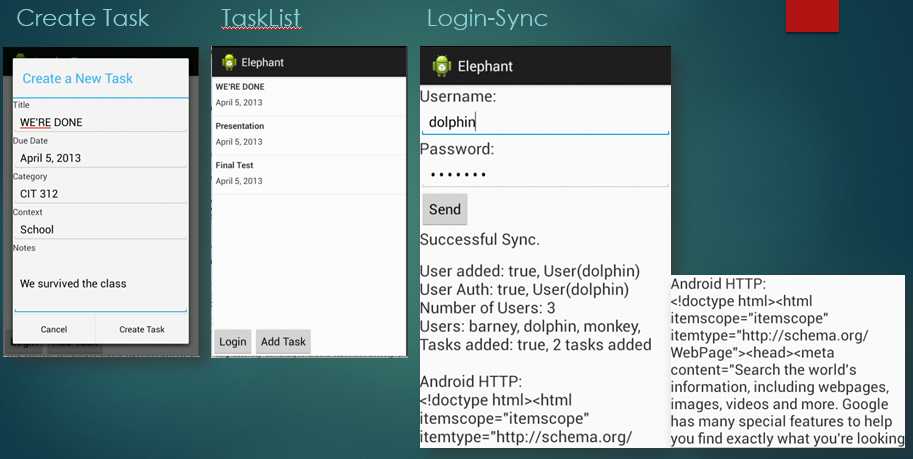 Create Task
Create a New Task
Title
WE'RE DONE
Due Date
April 5, 2013
Category
CIT 312
Context
School
Notes
We survived the class
Cancel
Create Task
TaskList
Elephant
WE'RE DONE
April 5, 2013
Presentation
April 5, 2013
Final Test
April 5, 2013
Login
Add Task
Login-Sync
Elephant
Username:
dolphin
Password:
•••••••
Send
Successful Sync.
User added: true, User(dolphin)
User Auth: true, User(dolphin)
Number of Users: 3
Users: barney, dolphin, monkey,
Tasks added: true, 2 tasks added
Android HTTP:
<!doctype html><html
itemscope="itemscope"
itemtype="http://schema.org/
Android HTTP:
<!doctype html><html
itemscope="itemscope"
itemtype="http://schema.org/
WebPage"><head><meta
content="Search the world's
information, including webpages,
images, videos and more. Google
has many special features to help
you find exactly what you're looking